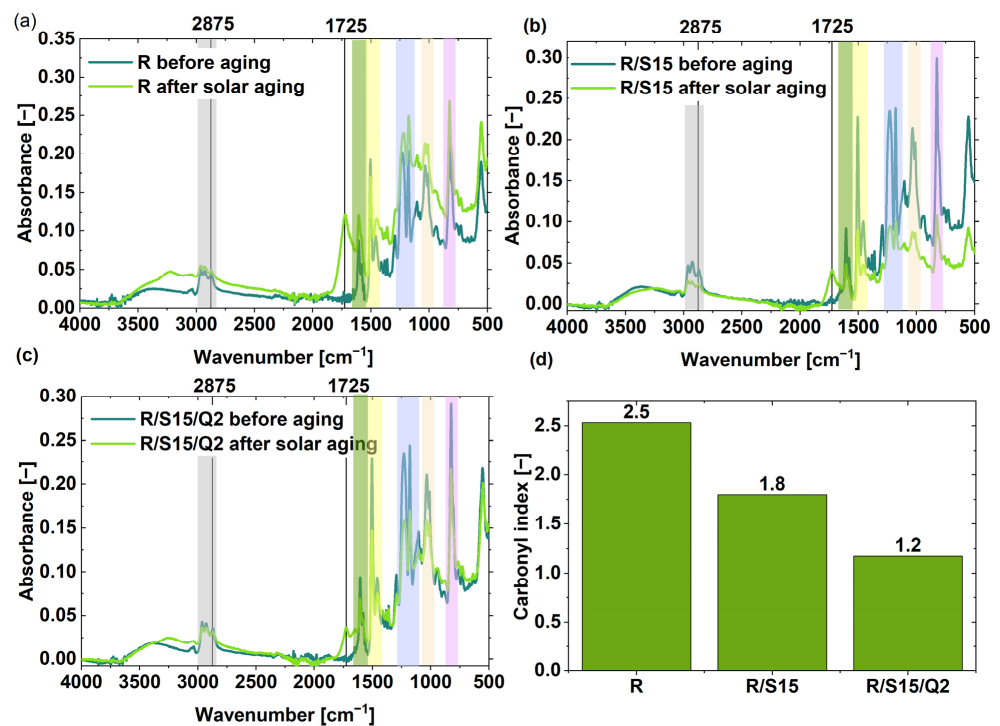 (a)
2875
1725
0.35
0.30
0.25
0.20
0.15
0.10
0.05
0.00
Absorbance [−]
R before aging
R after solar aging
4000 3500 3000 2500 2000 1500 1000 500
Wavenumber [cm⁻¹]
(b)
2875
1725
0.30
0.25
0.20
0.15
0.10
0.05
0.00
Absorbance [−]
R/S15 before aging
R/S15 after solar aging
4000 3500 3000 2500 2000 1500 1000 500
Wavenumber [cm⁻¹]
(c)
2875
1725
0.30
0.25
0.20
0.15
0.10
0.05
0.00
Absorbance [−]
R/S15/Q2 before aging
R/S15/Q2 after solar aging
4000 3500 3000 2500 2000 1500 1000 500
Wavenumber [cm⁻¹]
(d)
2.5
2.0
1.5
1.0
0.5
0.0
Carbonyl index [−]
2.5
1.8
1.2
R R/S15 R/S15/Q2